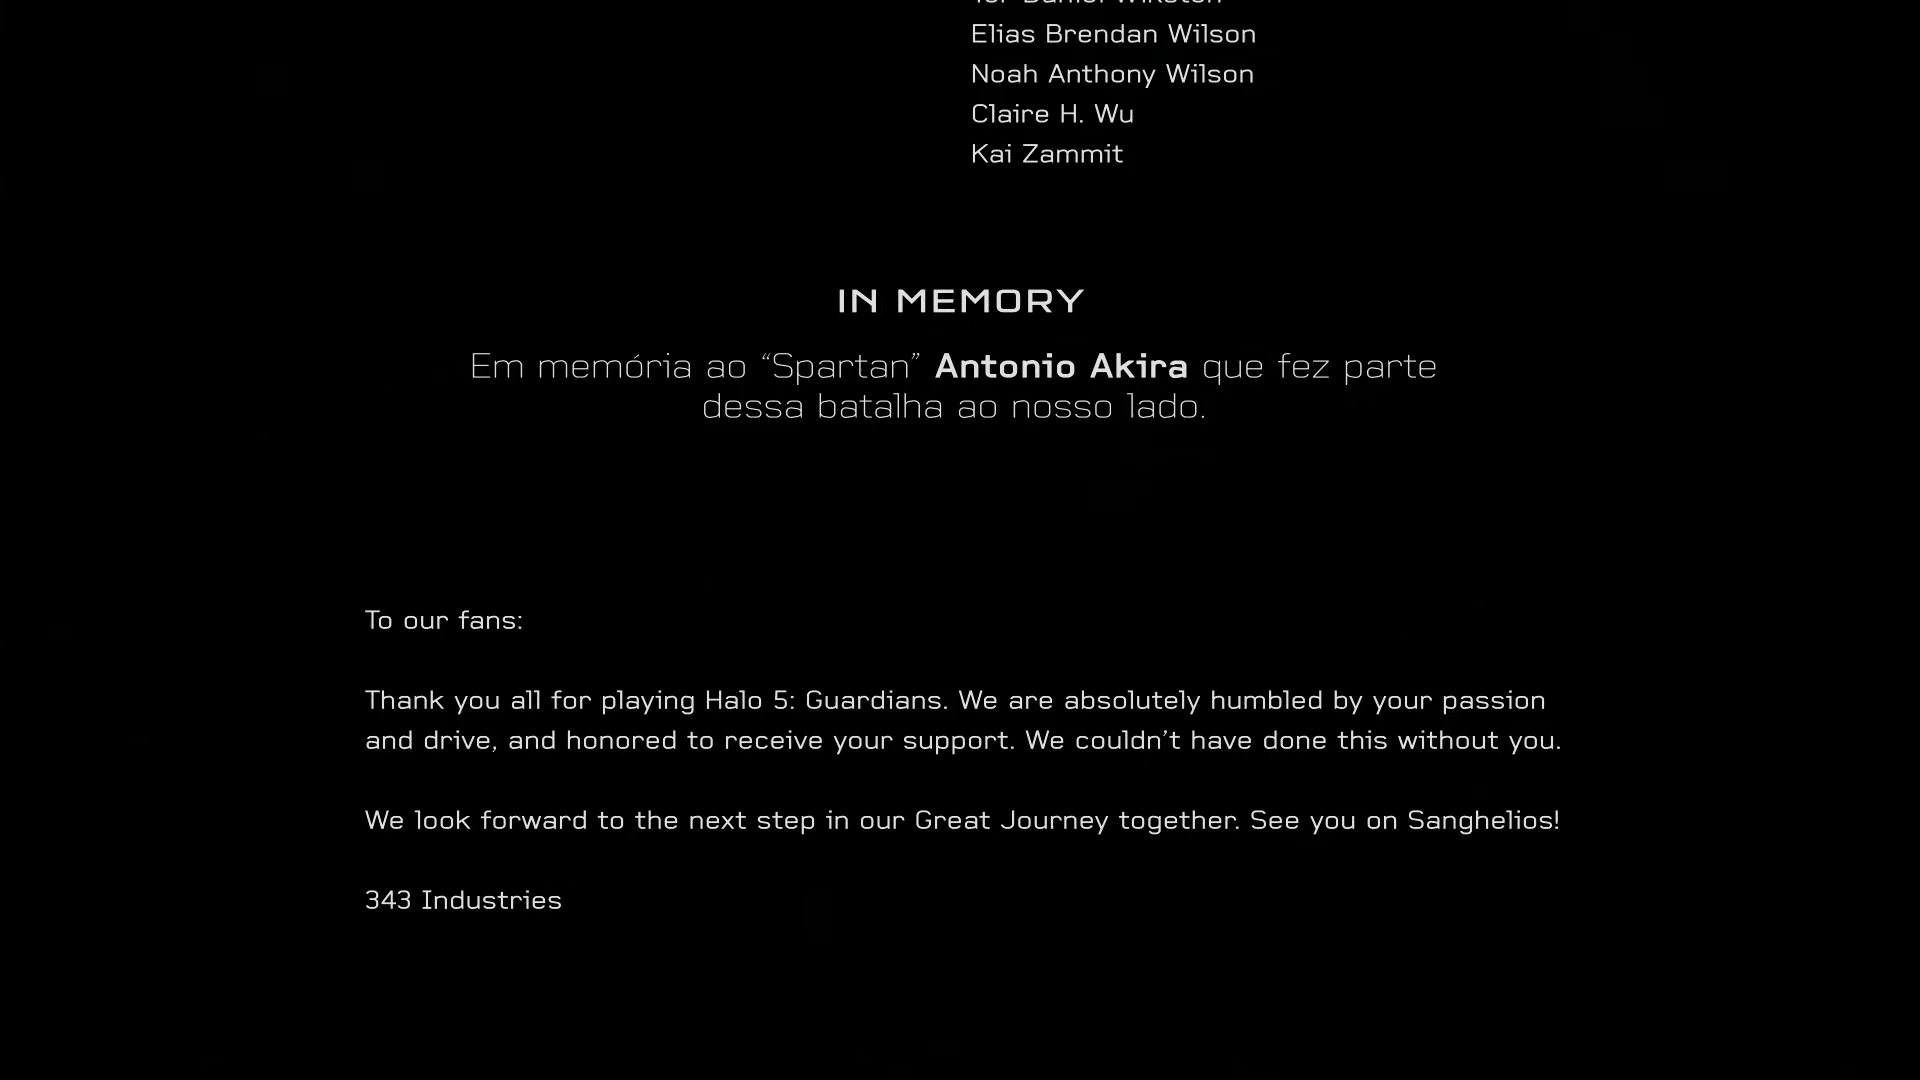 Elias Brendan Wilson
Noah Anthony Wilson
Claire H. Wu
Kai Zammit
IN MEMORY
Em memória ao “Spartan” Antonio Akira que fez parte
dessa batalha ao nosso lado.
To our fans:
Thank you all for playing Halo 5: Guardians. We are absolutely humbled by your passion
and drive, and honored to receive your support. We couldn’t have done this without you.
We look forward to the next step in our Great Journey together. See you on Sanghelios!
343 Industries